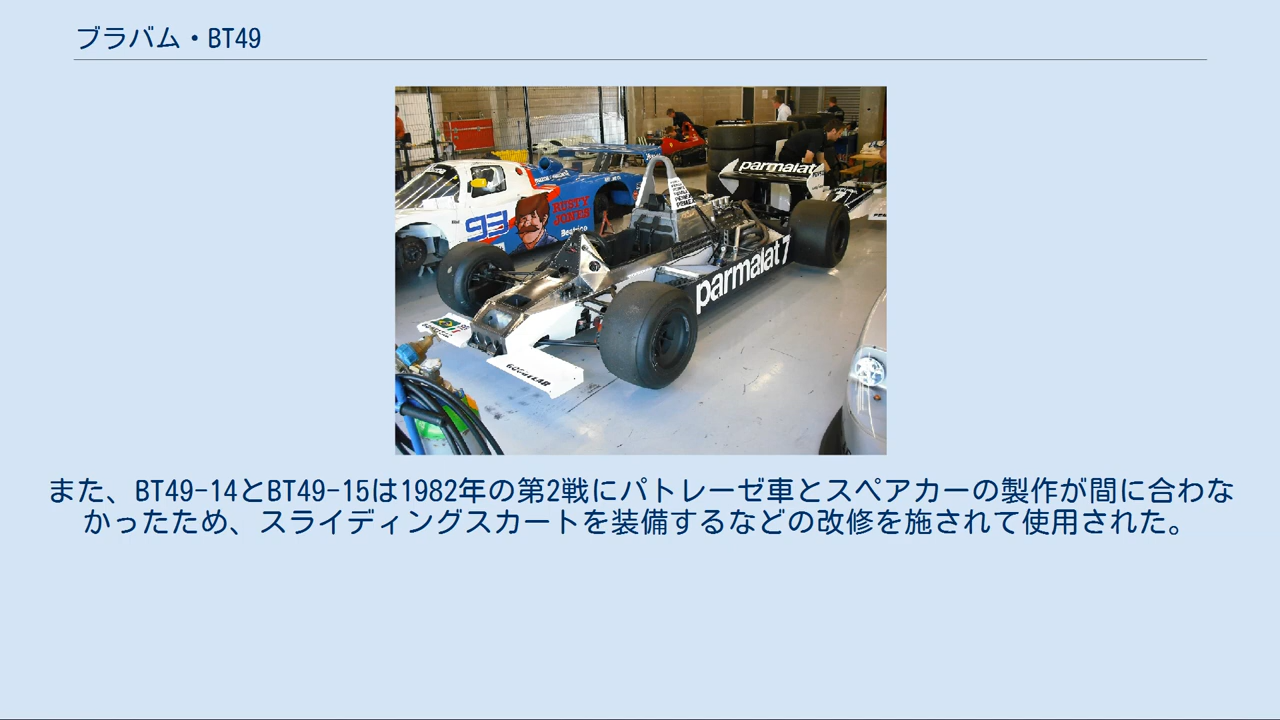 ブラバム・BT49
parmalat
93
RUSTY
JONES
Beatrice
parmalat 7
GOODYEAR
また、BT49-14とBT49-15は1982年の第2戦にパトレーゼ車とスペアカーの製作が間に合わな
かったため、スライディングスカートを装備するなどの改修を施されて使用された。